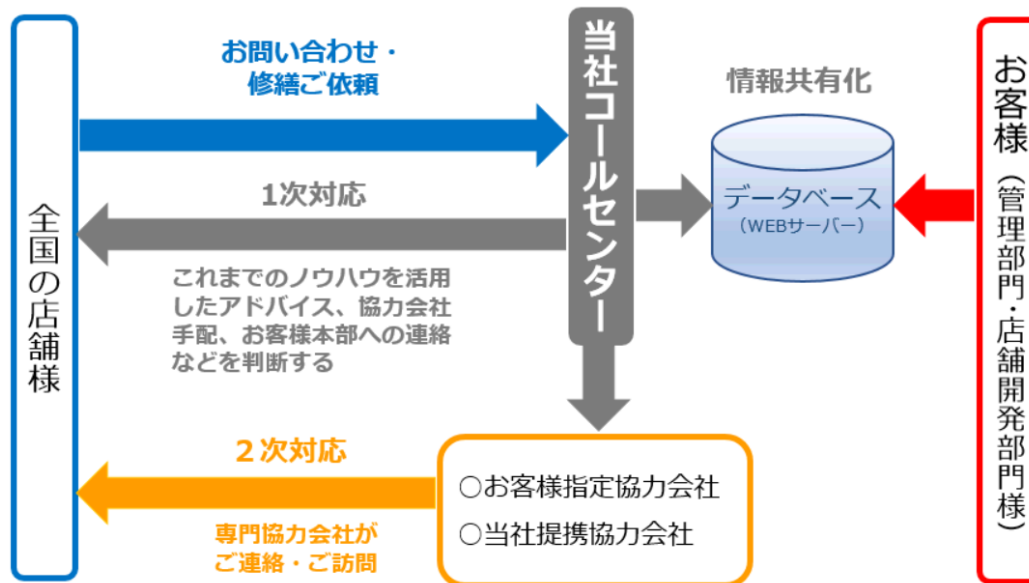 全国の店舗様
お問い合わせ・
修繕ご依頼
1次対応
これまでのノウハウを活用
したアドバイス、協力会社
手配、お客様本部への連絡
などを判断する
２次対応
専門協力会社が
ご連絡・ご訪問
当社コールセンター
○お客様指定協力会社
○当社提携協力会社
情報共有化
データベース
（WEBサーバー）
お客様（管理部門・店舗開発部門様）